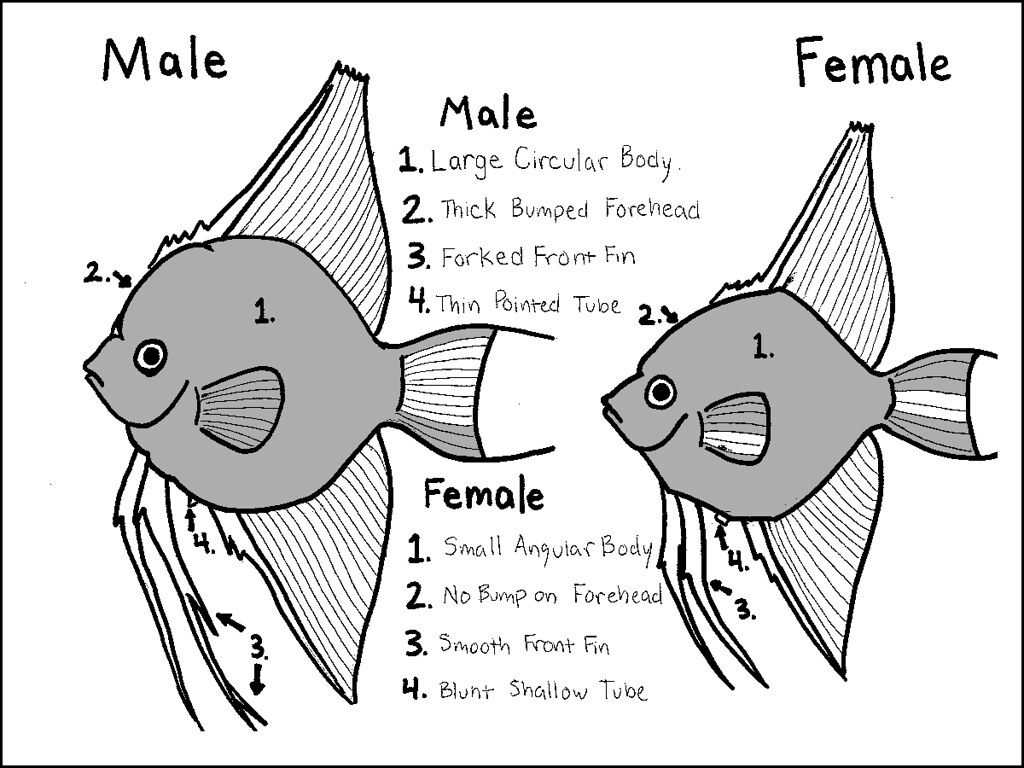 Male
Female
Male
1. Large Circular Body.
2. Thick Bumped Forehead
3. Forked Front Fin
4. Thin Pointed Tube
2.
1.
4.
3.
2.
1.
4.
3.
Female
1. Small Angular Body
2. No Bump on Forehead
3. Smooth Front Fin
4. Blunt Shallow Tube